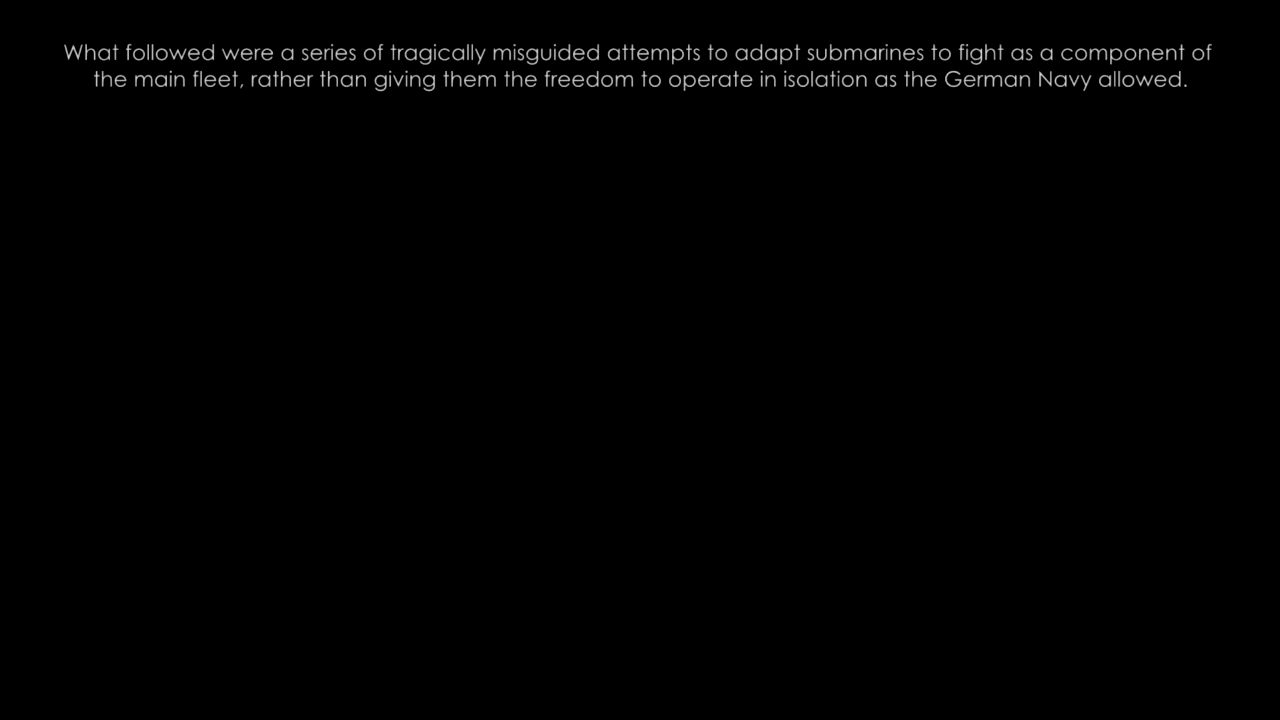 What followed were a series of tragically misguided attempts to adapt submarines to fight as a component of
the main fleet, rather than giving them the freedom to operate in isolation as the German Navy allowed.